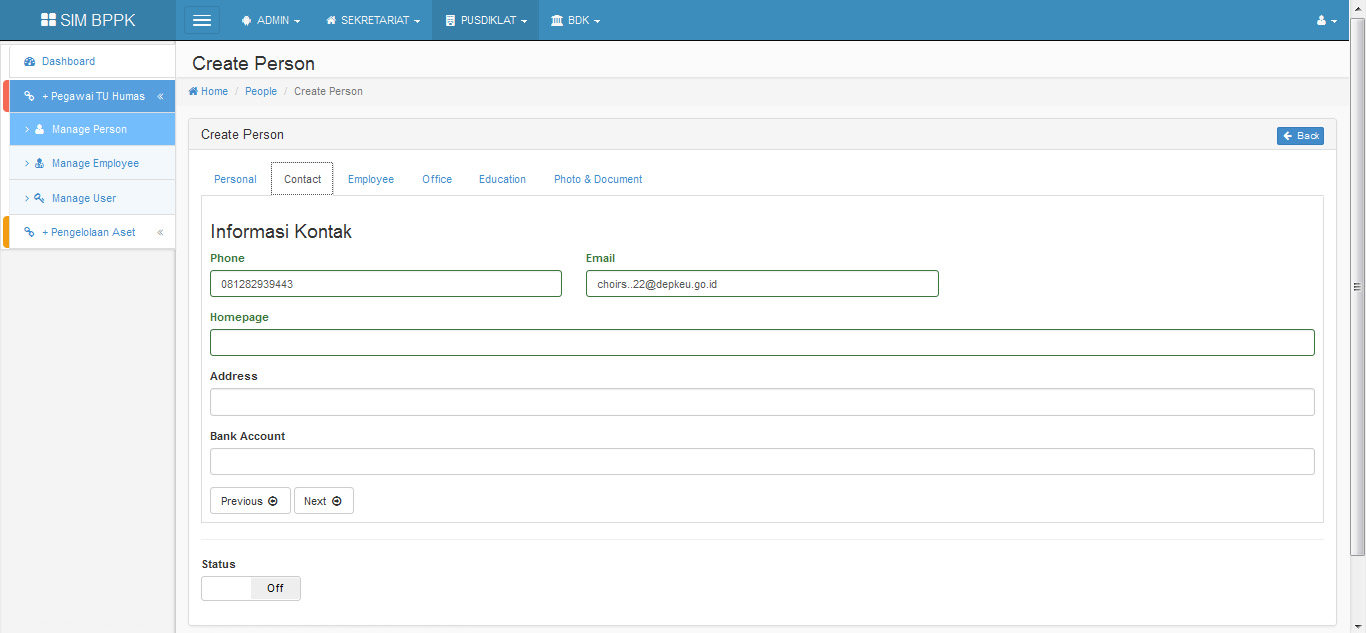 SIM BPPK
ADMIN SEKRETARIAT PUSDIKLAT BDK
Dashboard
+ Pegawai TU Humas
Manage Person
Manage Employee
Manage User
+ Pengelolaan Aset
Create Person
Home / People / Create Person
Create Person
Back
Personal Contact Employee Office Education Photo & Document
Informasi Kontak
Phone Email
081282939443 choirs..22@depkeu.go.id
Homepage
Address
Bank Account
Previous Next
Status
Off